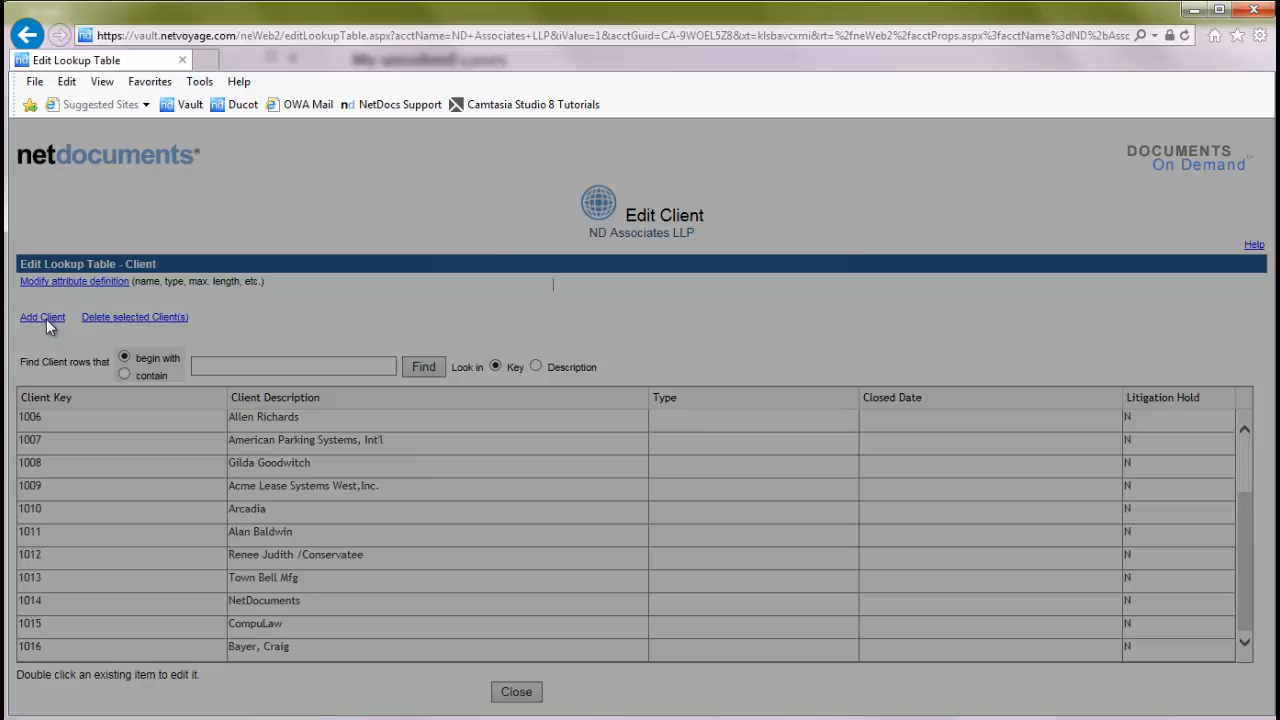 https://vault.netvoyage.com/neWeb2/editLookupTable.aspx?acctName=ND+Associates+LLP&iValue=1&acctGuid=CA-9WOEL5Z8&xt=klsbavcxmi&rt=%2fneWeb2%2facctProps.aspx%3facctName%3dND%2bAssc
Edit Lookup Table
File Edit View Favorites Tools Help
Suggested Sites Vault Ducot OWA Mail nd NetDocs Support Camtasia Studio 8 Tutorials
netdocuments
DOCUMENTS
On Demand
Edit Client
ND Associates LLP
Help
Edit Lookup Table - Client
Modify attribute definition (name, type, max. length, etc.)
Add Client Delete selected Client(s)
Find Client rows that begin with Find Look in Key Description
contain
Client Key Client Description Type Closed Date Litigation Hold
1006 Allen Richards N
1007 American Parking Systems, Int'l N
1008 Gilda Goodwitch N
1009 Acme Lease Systems West,Inc. N
1010 Arcadia N
1011 Alan Baldwin N
1012 Renee Judith /Conservatee N
1013 Town Bell Mfg N
1014 NetDocuments N
1015 CompuLaw N
1016 Bayer, Craig N
Double click an existing item to edit it.
Close